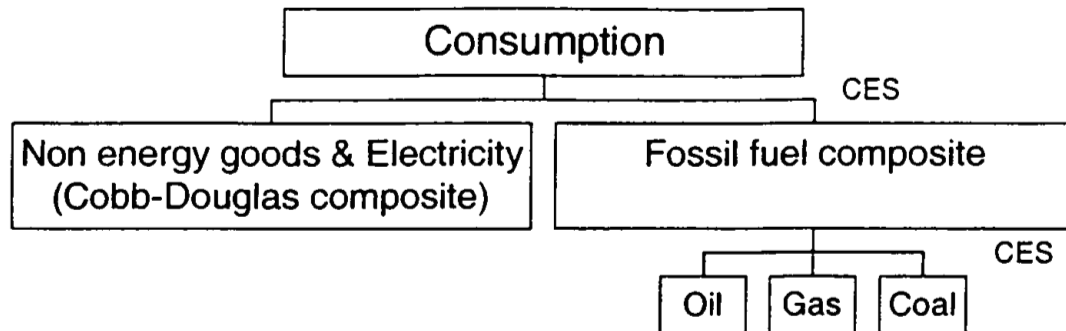 Consumption
CES
Non energy goods & Electricity
(Cobb-Douglas composite)
Fossil fuel composite
CES
Oil
Gas
Coal